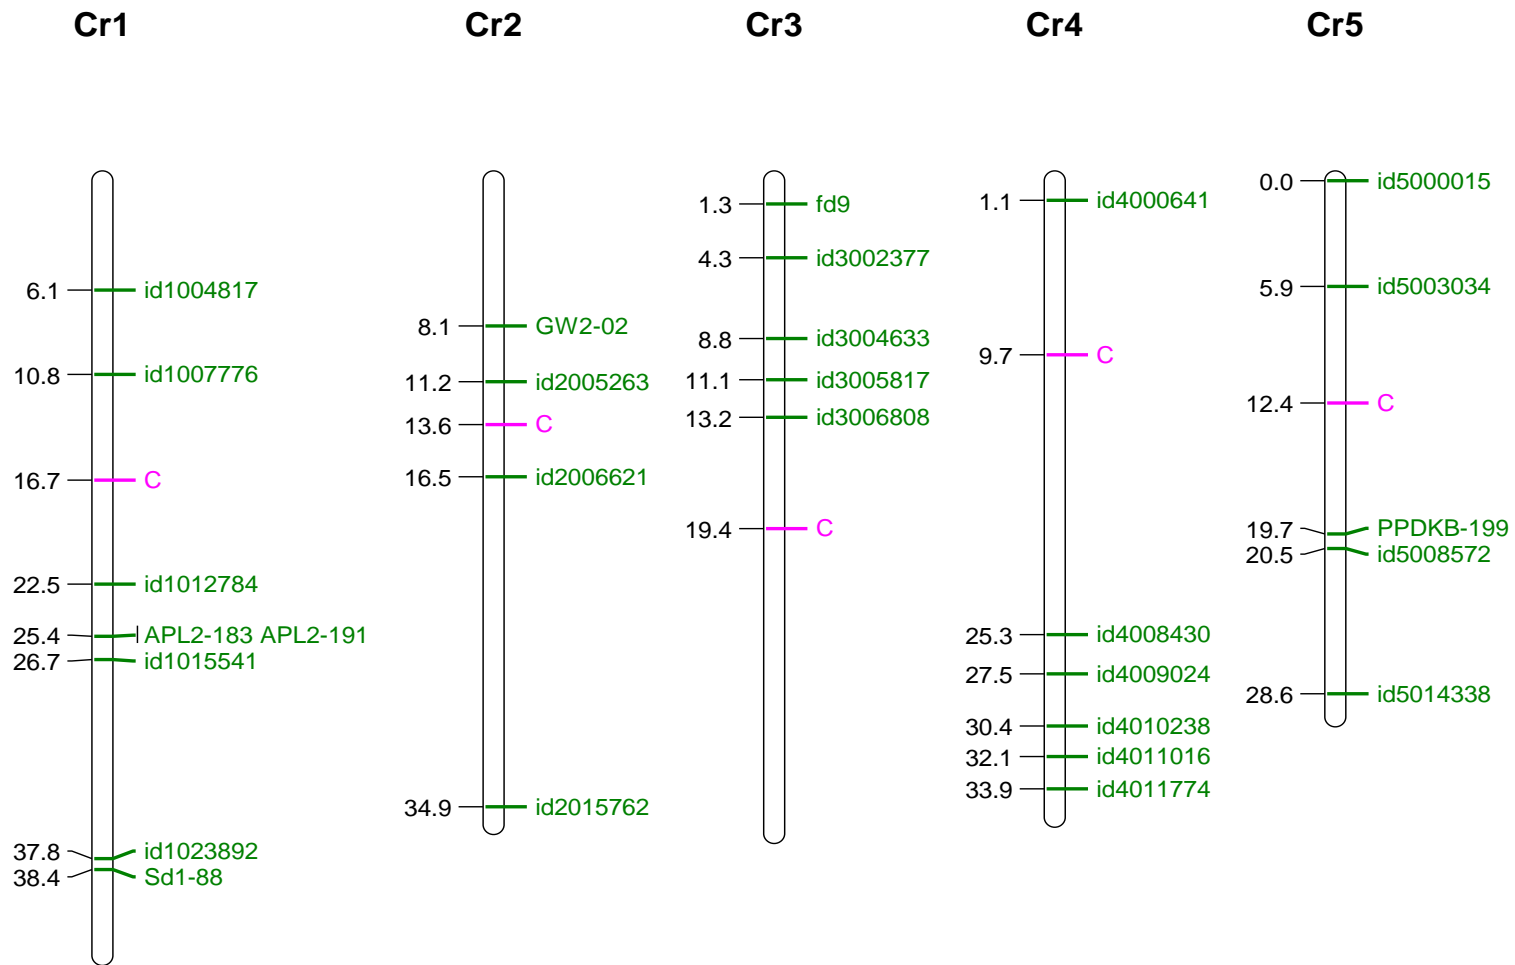 Cr1 Cr2 Cr3 Cr4 Cr5
6.1 id1004817
10.8 id1007776
16.7 C
22.5 id1012784
25.4 APL2-183 APL2-191
26.7 id1015541
37.8 id1023892
38.4 Sd1-88
8.1 GW2-02
11.2 id2005263
13.6 C
16.5 id2006621
34.9 id2015762
1.3 fd9
4.3 id3002377
8.8 id3004633
11.1 id3005817
13.2 id3006808
19.4 C
1.1 id4000641
9.7 C
25.3 id4008430
27.5 id4009024
30.4 id4010238
32.1 id4011016
33.9 id4011774
0.0 id5000015
5.9 id5003034
12.4 C
19.7 PPDKB-199
20.5 id5008572
28.6 id5014338